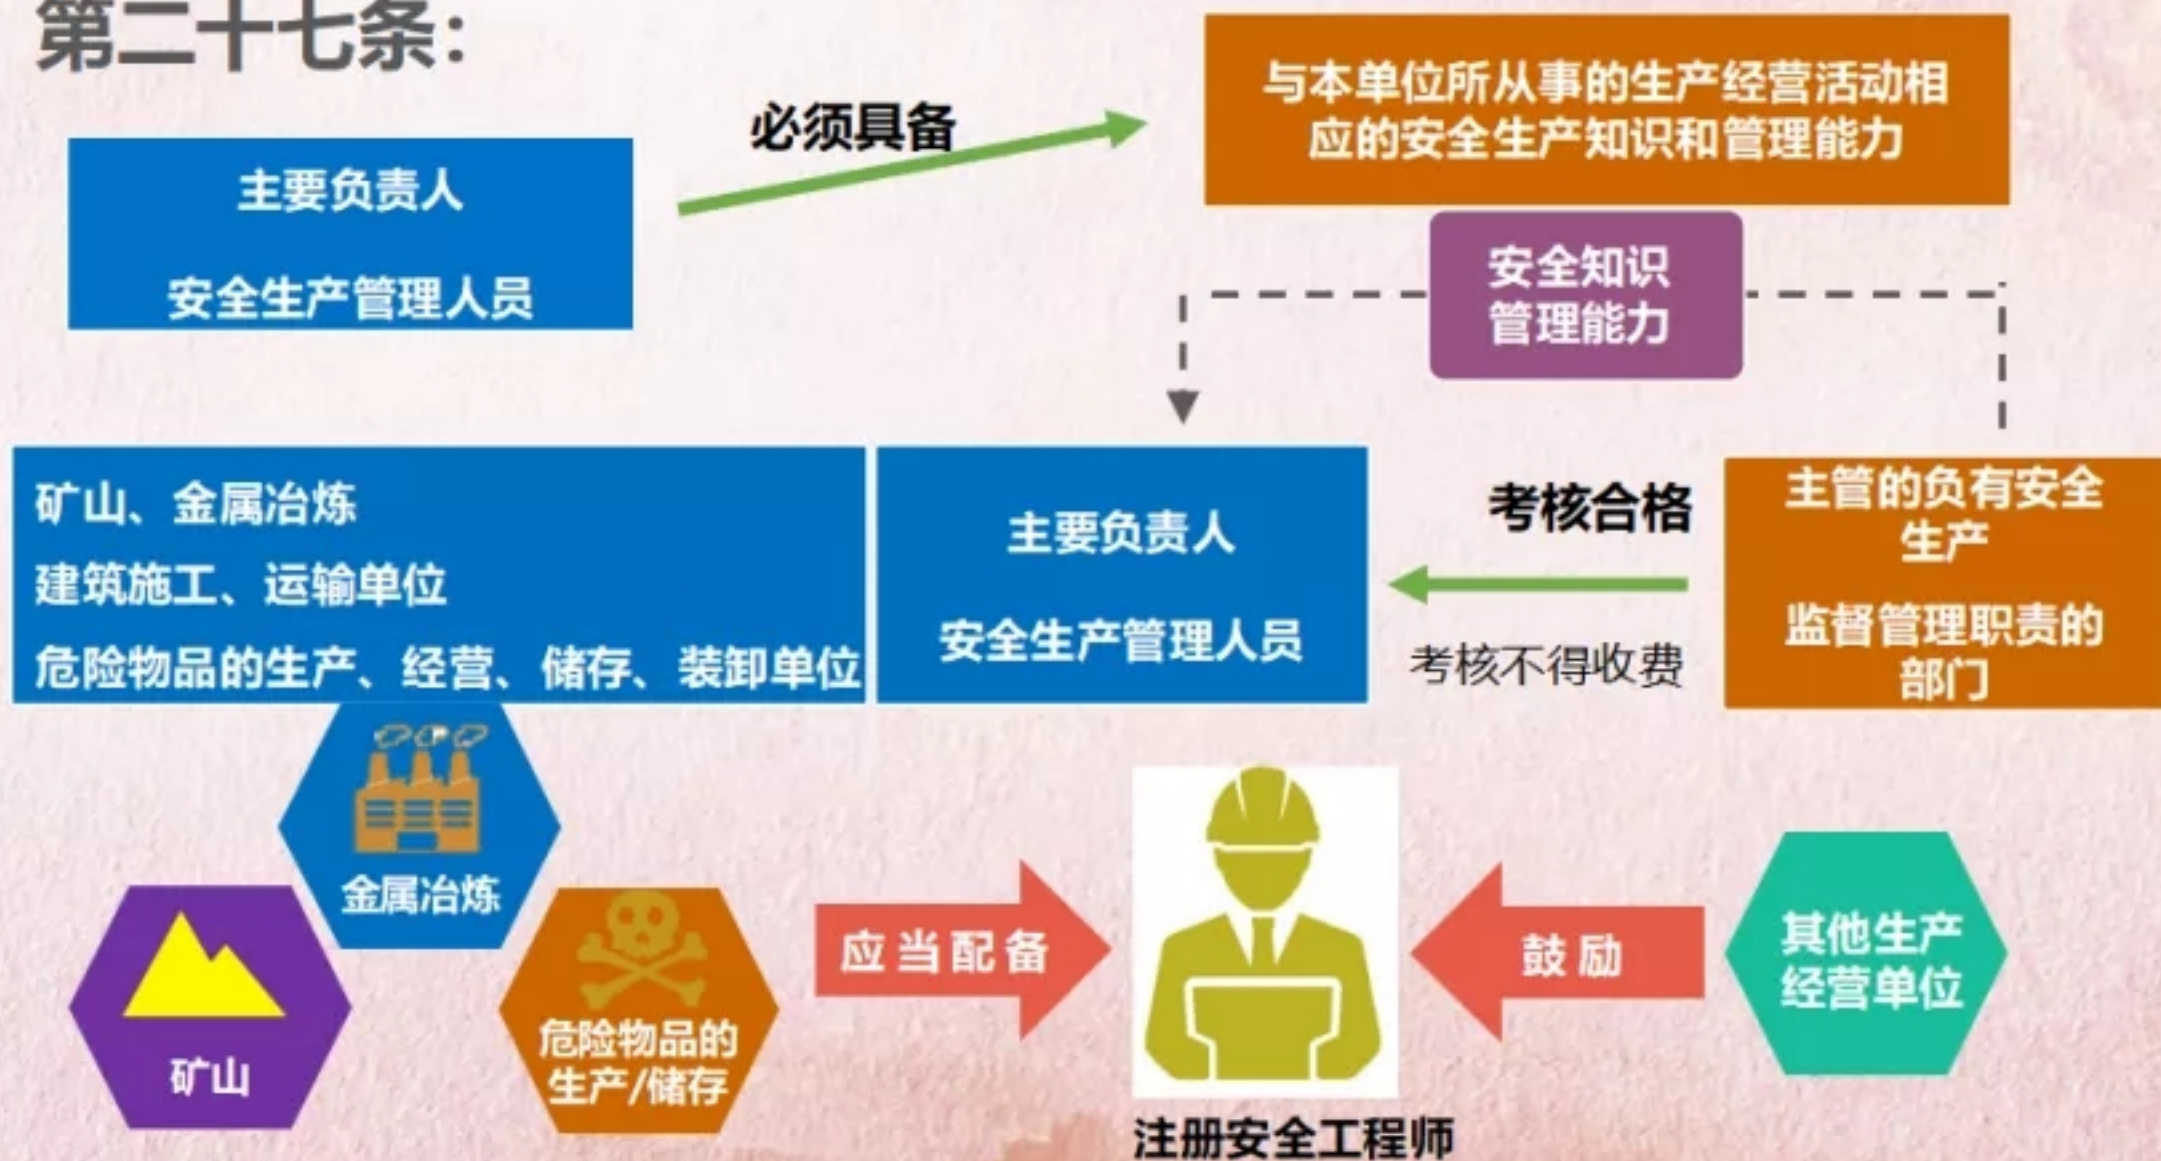 第二十七条：
必须具备
与本单位所从事的生产经营活动相
应的安全生产知识和管理能力
主要负责人
安全生产管理人员
安全知识
管理能力
矿山、金属冶炼
建筑施工、运输单位
危险物品的生产、经营、储存、装卸单位
主要负责人
安全生产管理人员
考核合格
考核不得收费
主管的负有安全
生产
监督管理职责的
部门
金属冶炼
矿山
危险物品的
生产/储存
应当配备
鼓励
其他生产
经营单位
注册安全工程师